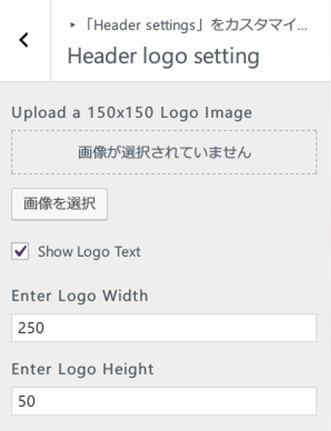 ▸ 「Header settings」をカスタマイ...
Header logo setting
Upload a 150x150 Logo Image
画像が選択されていません
画像を選択
Show Logo Text
Enter Logo Width
250
Enter Logo Height
50